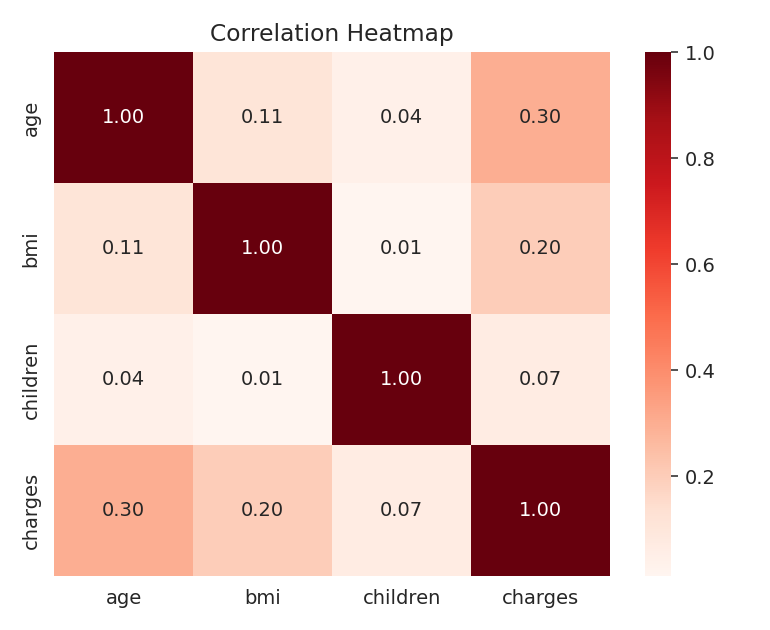 Correlation Heatmap
age 1.00 0.11 0.04 0.30
bmi 0.11 1.00 0.01 0.20
children 0.04 0.01 1.00 0.07
charges 0.30 0.20 0.07 1.00
age bmi children charges
1.0
0.8
0.6
0.4
0.2